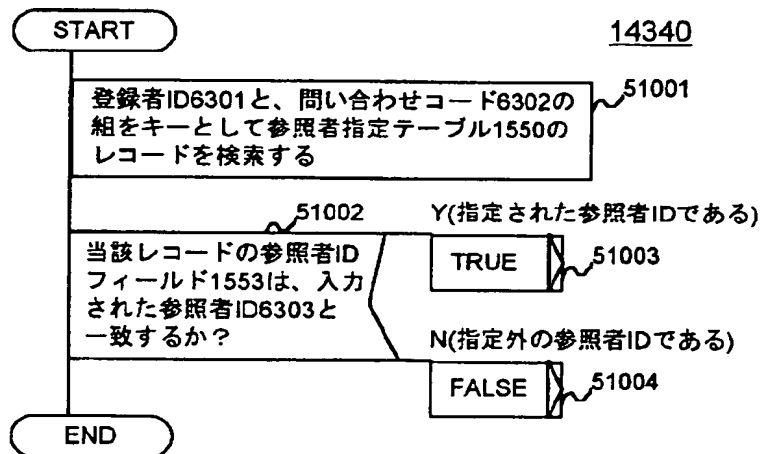 START
14340
登録者ID6301と、問い合わせコード6302の
組をキーとして参照者指定テーブル1550の
レコードを検索する
51001
51002
当該レコードの参照者ID
フィールド1553は、入力
された参照者ID6303と
一致するか？
Y(指定された参照者IDである)
TRUE
51003
N(指定外の参照者IDである)
FALSE
51004
END